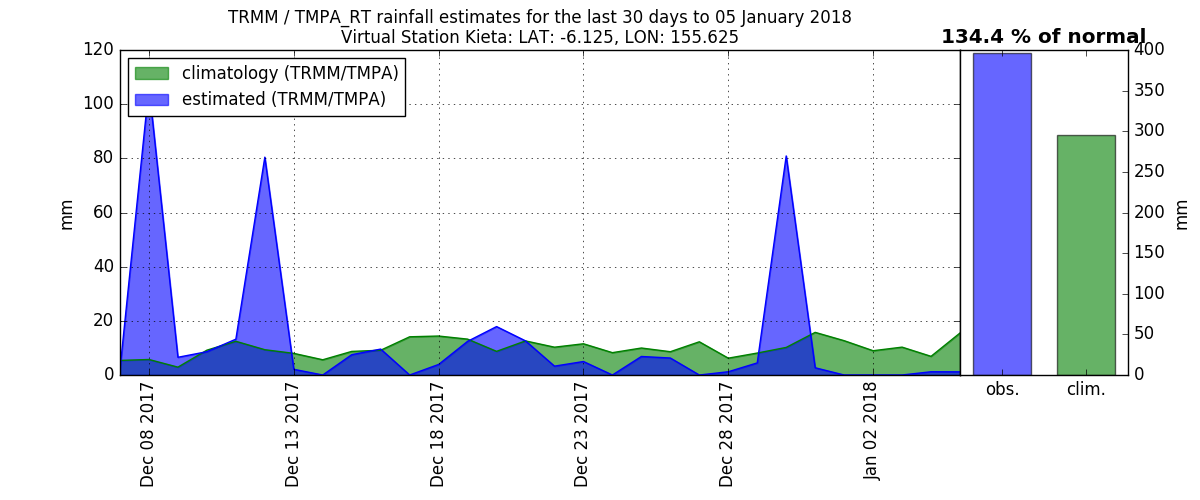 TRMM / TMPA_RT rainfall estimates for the last 30 days to 05 January 2018
Virtual Station Kieta: LAT: -6.125, LON: 155.625
134.4 % of normal
climatology (TRMM/TMPA)
estimated (TRMM/TMPA)
120
100
80
60
40
20
0
mm
Dec 08 2017
Dec 13 2017
Dec 18 2017
Dec 23 2017
Dec 28 2017
Jan 02 2018
400
350
300
250
200
150
100
50
0
mm
obs.
clim.